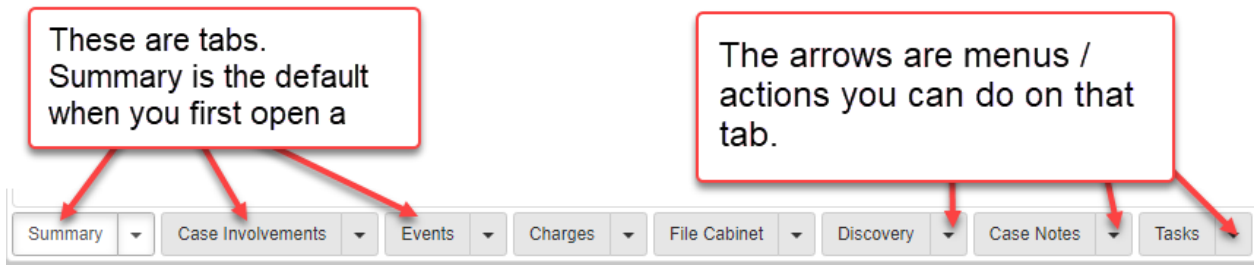 These are tabs.
Summary is the default
when you first open a
The arrows are menus /
actions you can do on that
tab.
Summary Case Involvements Events Charges File Cabinet Discovery Case Notes Tasks